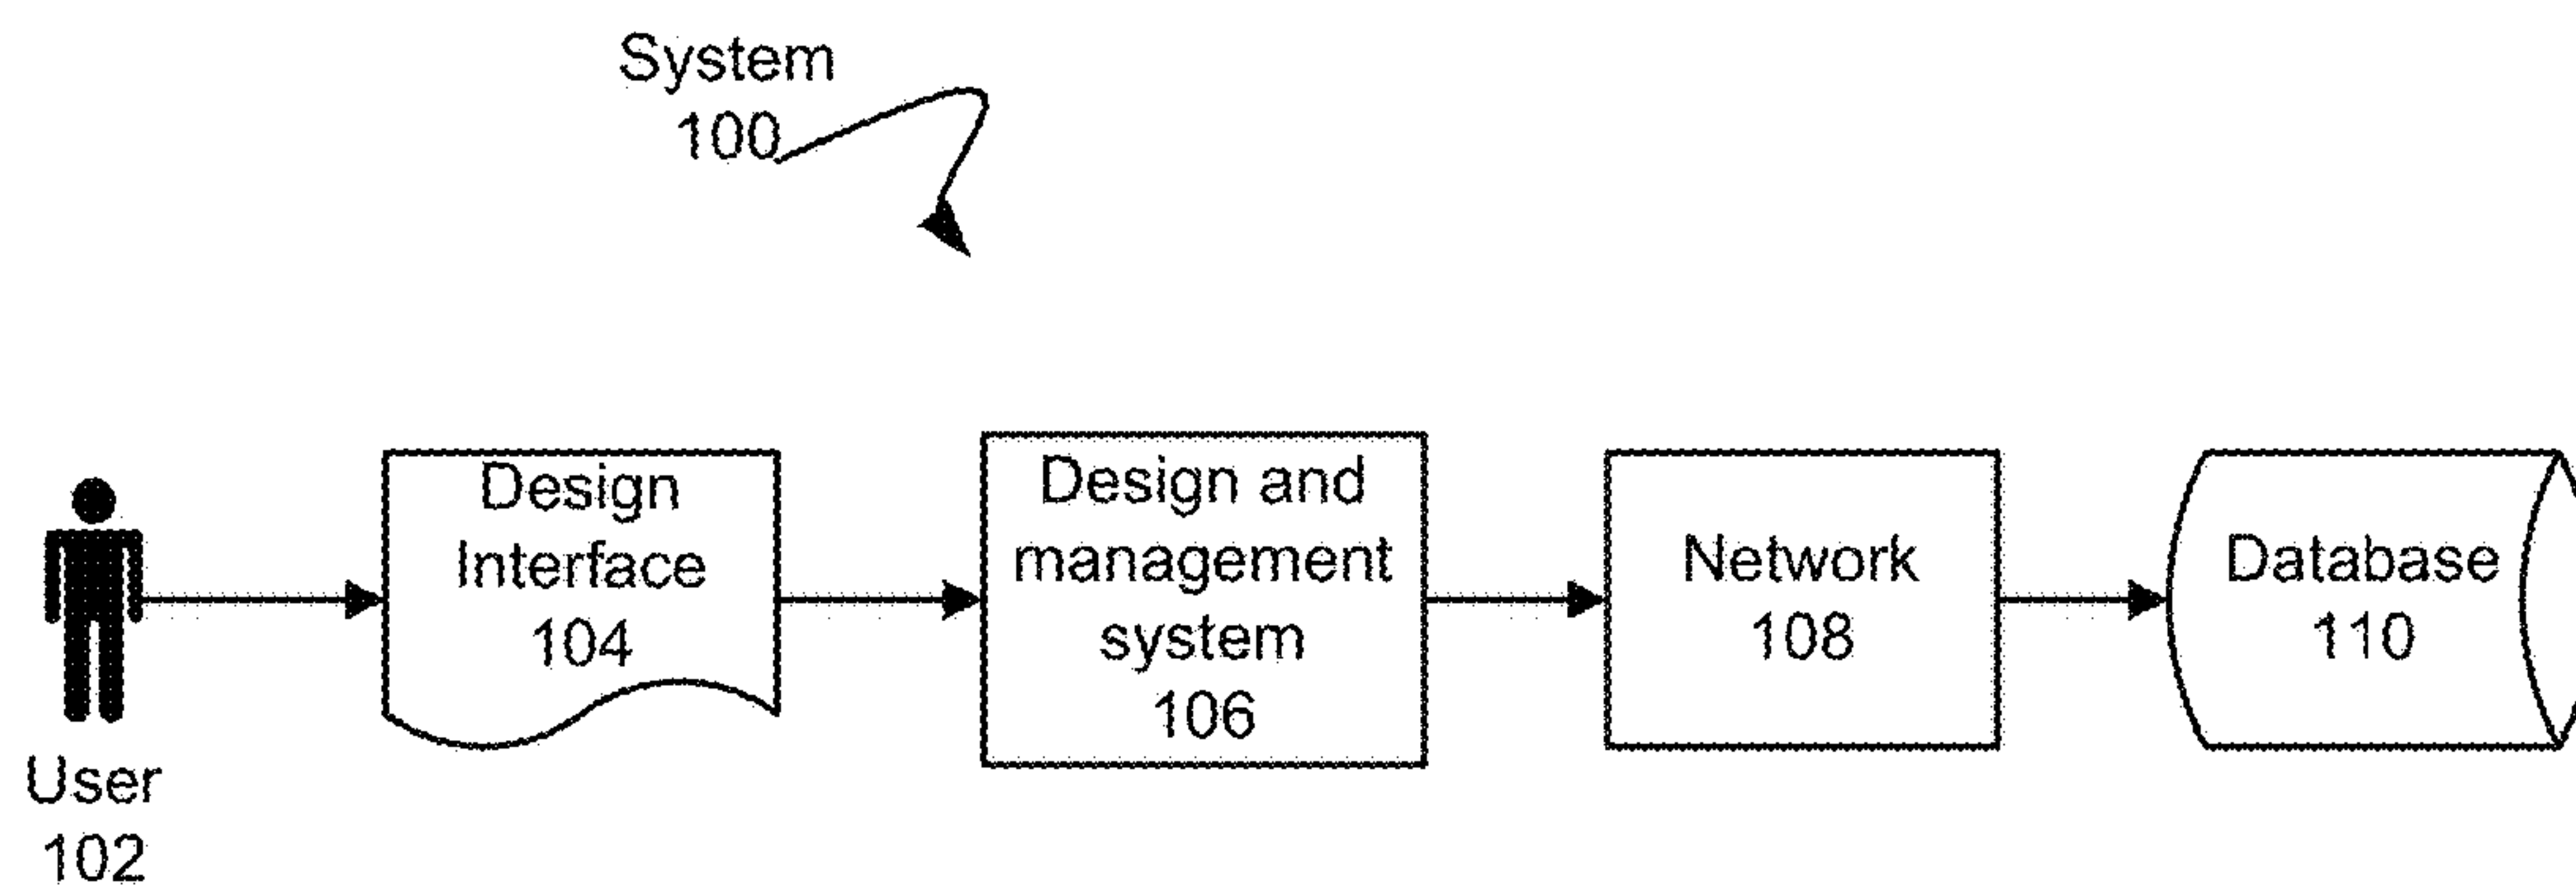 System
100
Design
Interface
104
Design and
management
system
106
Network
108
Database
110
User
102